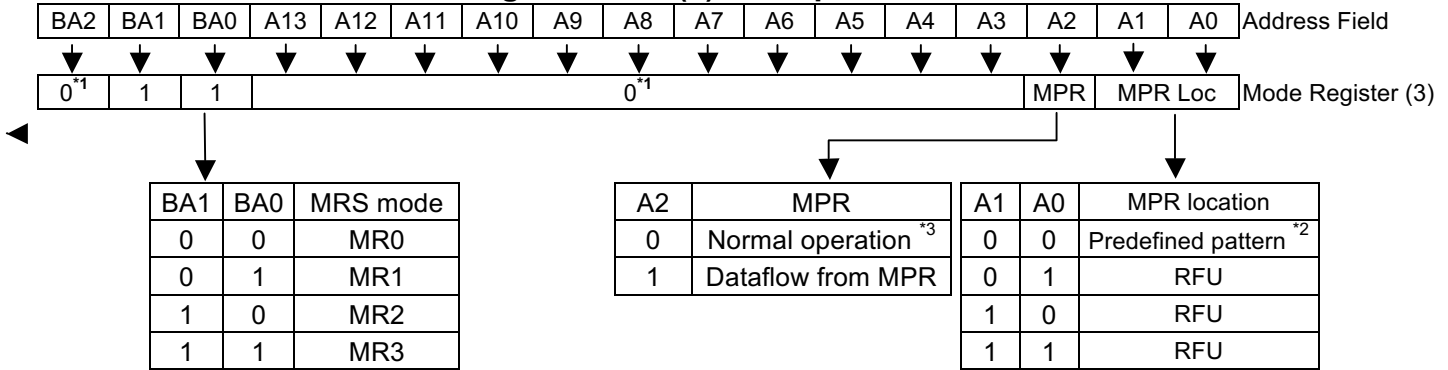 BA2 BA1 BA0 A13 A12 A11 A10 A9 A8 A7 A6 A5 A4 A3 A2 A1 A0 Address Field
0*1 1 1 0*1 MPR MPR Loc Mode Register (3)
BA1 BA0 MRS mode
0 0 MR0
0 1 MR1
1 0 MR2
1 1 MR3
A2 MPR
0 Normal operation *3
1 Dataflow from MPR
A1 A0 MPR location
0 0 Predefined pattern *2
0 1 RFU
1 0 RFU
1 1 RFU